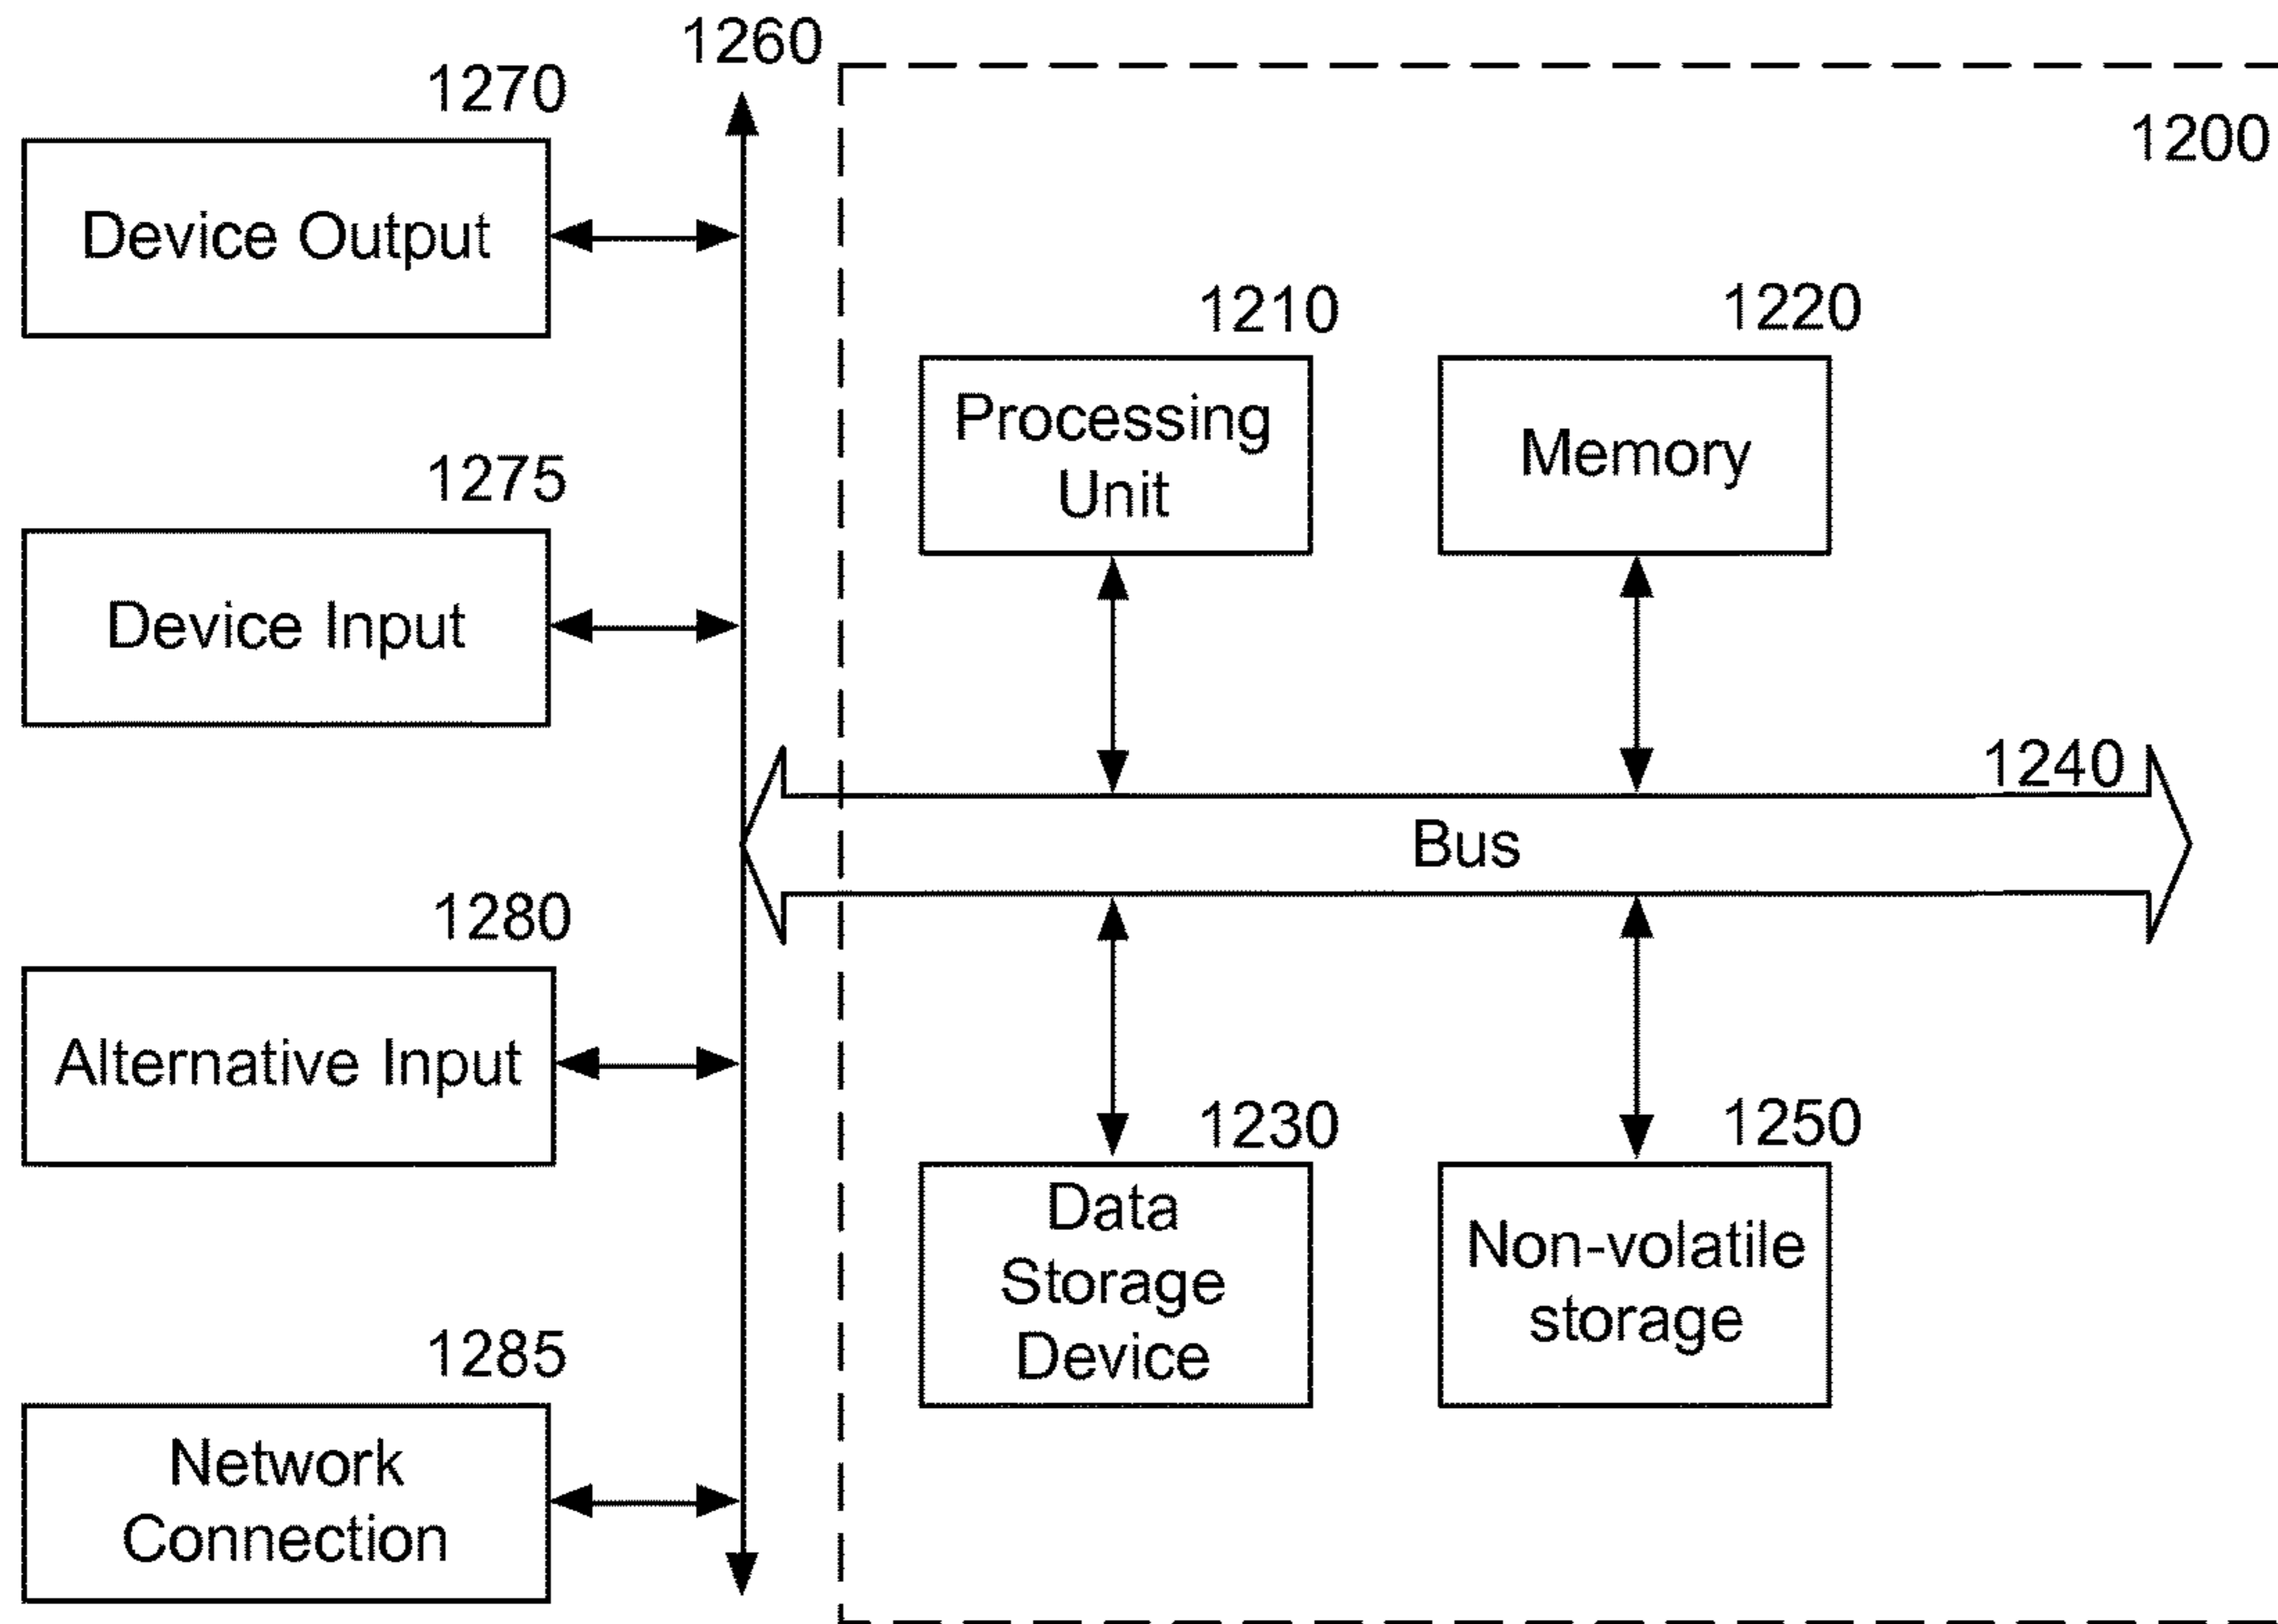 1260
1270
1200
Device Output
1210
1220
Processing
Unit
Memory
1275
Device Input
1240
Bus
1280
Alternative Input
1230
1250
Data
Storage
Device
Non-volatile
storage
1285
Network
Connection